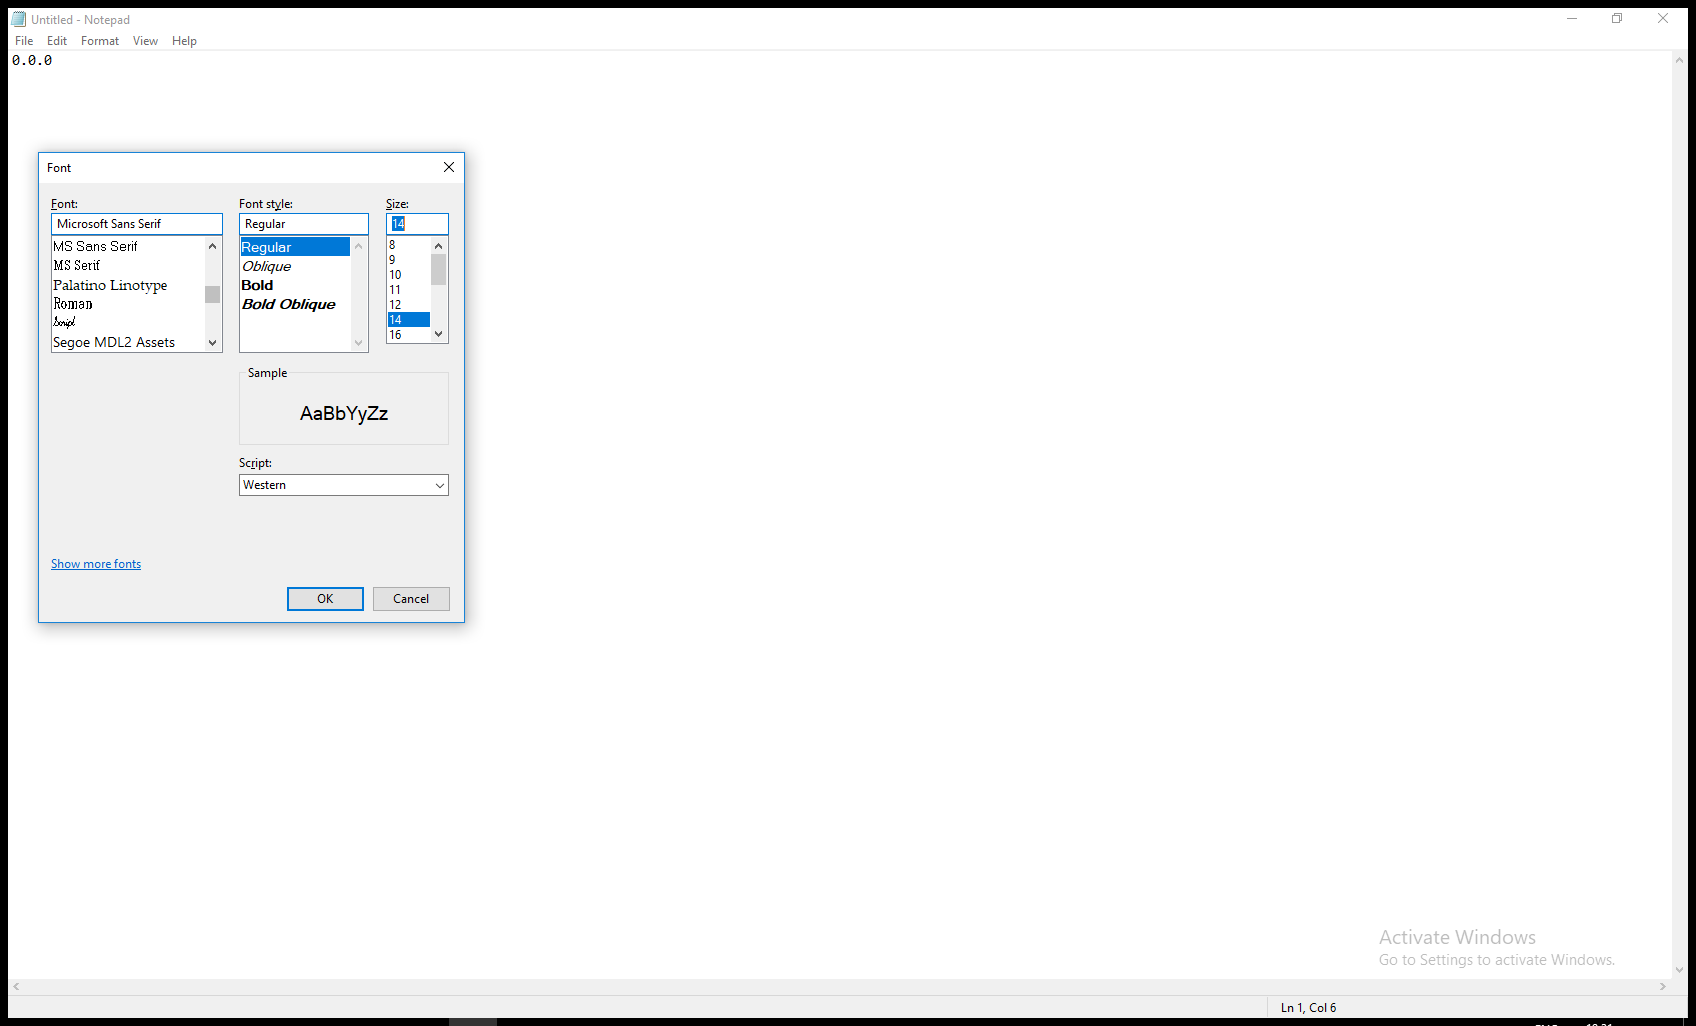 Untitled - Notepad
File Edit Format View Help
0.0.0
Font
Font: Font style: Size:
Microsoft Sans Serif Regular 14
MS Sans Serif
MS Serif
Palatino Linotype
Roman
Script
Segoe MDL2 Assets
Regular
Oblique
Bold
Bold Oblique
8
9
10
11
12
14
16
Sample
AaBbYyZz
Script:
Western
Show more fonts
OK Cancel
Activate Windows
Go to Settings to activate Windows.
Ln 1, Col 6